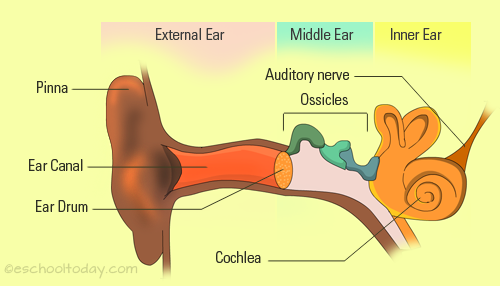 External Ear
Middle Ear
Inner Ear
Auditory nerve
Pinna
Ossicles
Ear Canal
Ear Drum
Cochlea
©eschooltoday.com